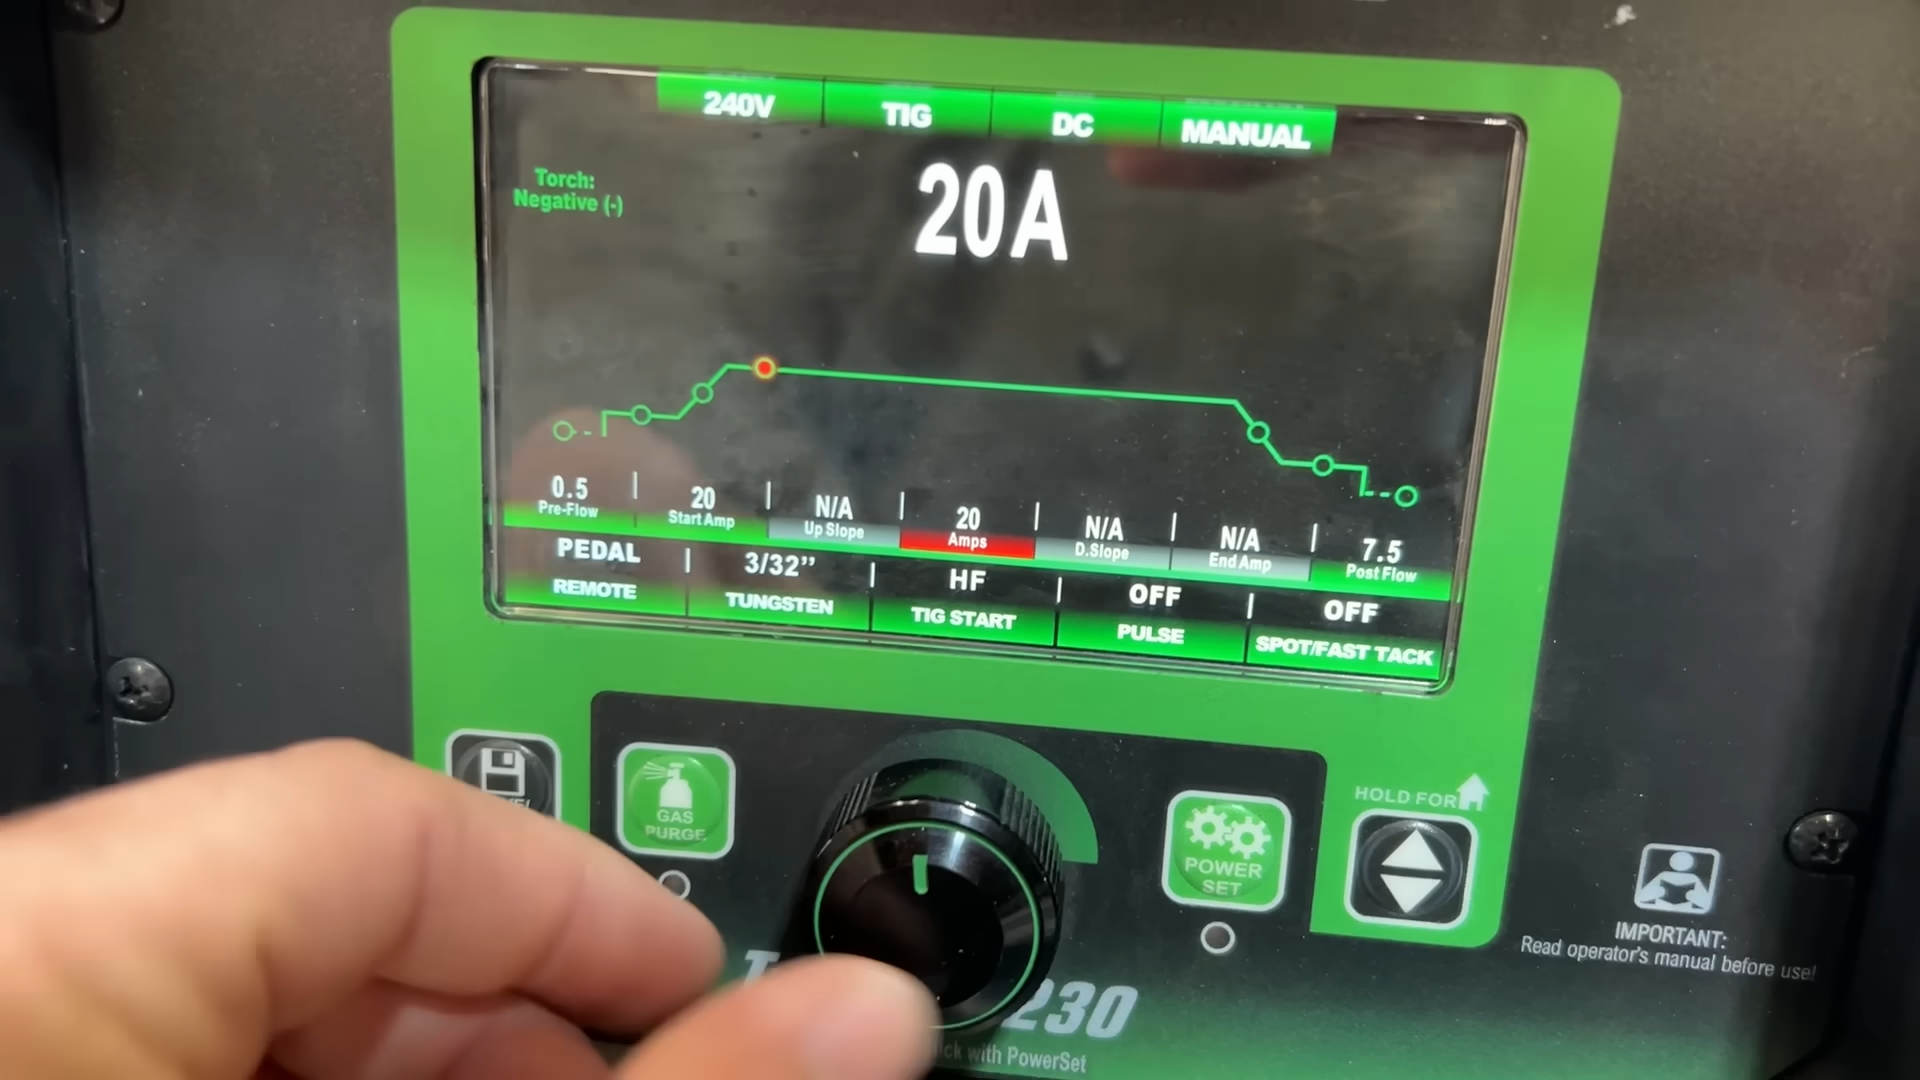 240V TIG DC MANUAL
Torch:
Negative (-)
20A
0.5 20 N/A 20 N/A N/A 7.5
Pre-Flow Start Amp Up Slope Amps D.Slope End Amp Post Flow
PEDAL 3/32” HF OFF OFF
REMOTE TUNGSTEN TIG START PULSE SPOT/FAST TACK
GAS
PURGE
POWER
SET
HOLD FOR
IMPORTANT:
Read operator's manual before use!
230
with PowerSet